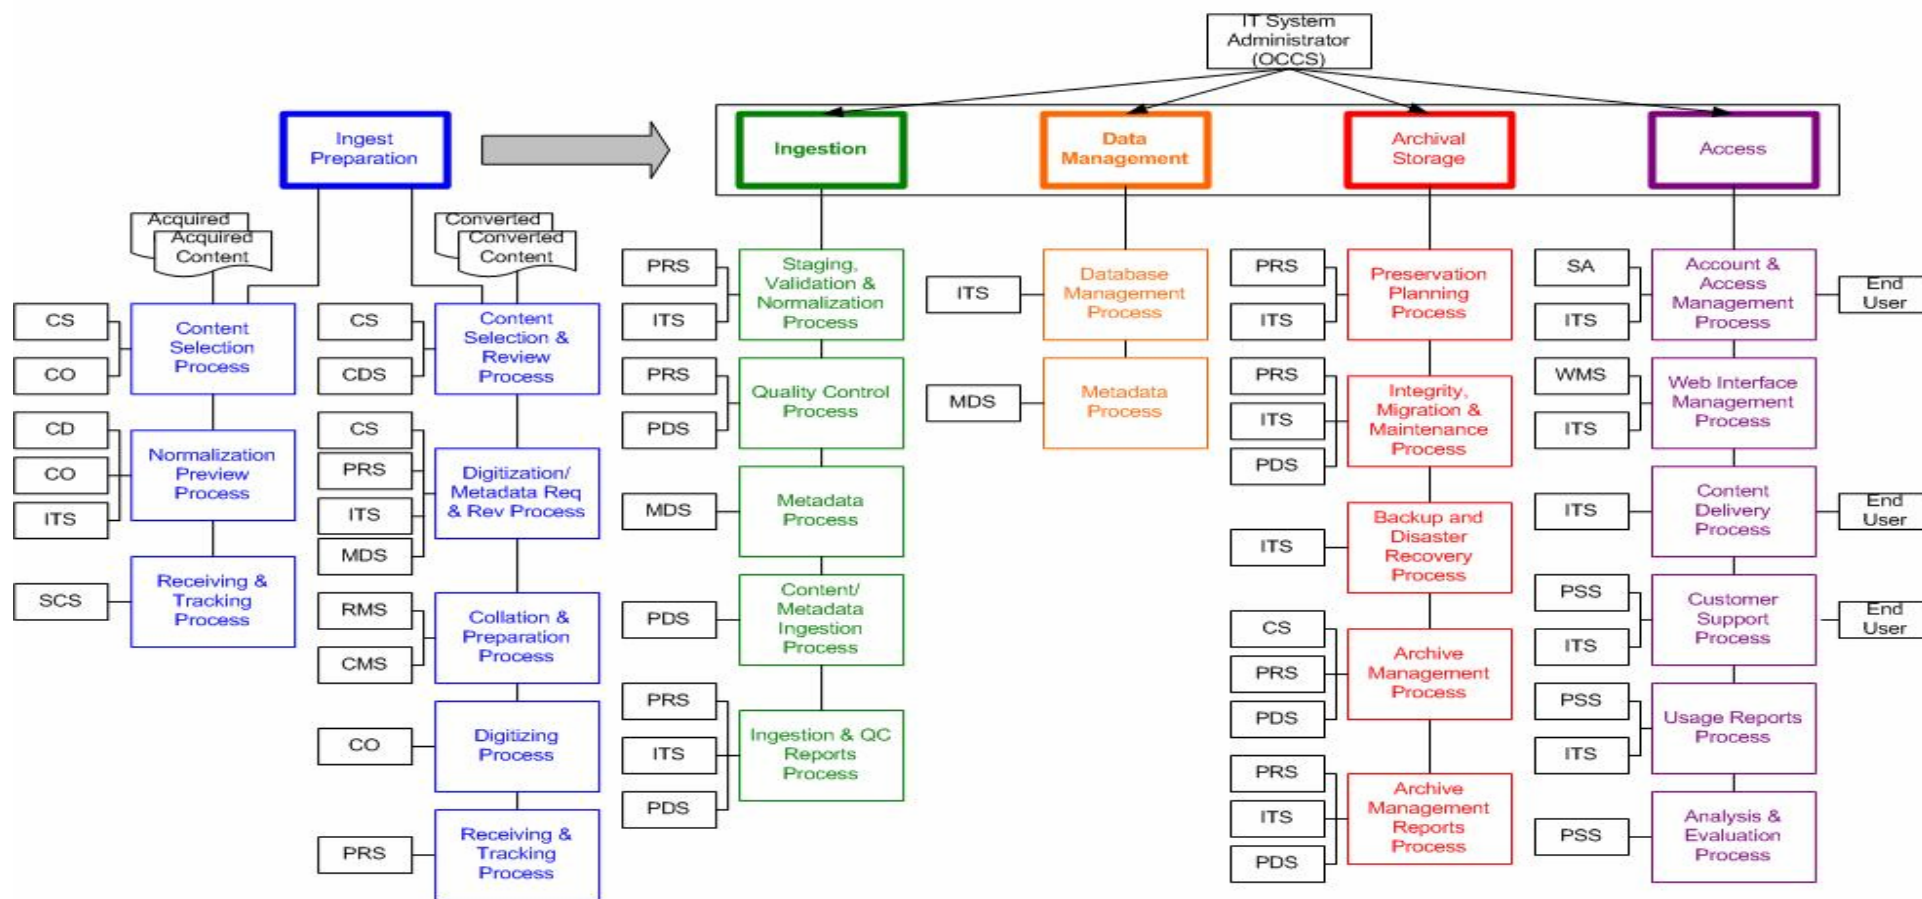 IT System
Administrator
(OCCS)
Ingest
Preparation
Ingestion
Data
Management
Archival
Storage
Access
Acquired
Acquired
Content
Converted
Converted
Content
CS
CO
Content
Selection
Process
CD
CO
ITS
Normalization
Preview
Process
SCS
Receiving &
Tracking
Process
CS
CDS
Content
Selection &
Review
Process
CS
PRS
ITS
MDS
Digitization/
Metadata Req
& Rev Process
RMS
CMS
Collation &
Preparation
Process
CO
Digitizing
Process
PRS
Receiving &
Tracking
Process
PRS
ITS
Staging,
Validation &
Normalization
Process
PRS
PDS
Quality Control
Process
MDS
Metadata
Process
PDS
Content/
Metadata
Ingestion
Process
PRS
ITS
PDS
Ingestion & QC
Reports
Process
ITS
Database
Management
Process
MDS
Metadata
Process
PRS
ITS
Preservation
Planning
Process
PRS
ITS
PDS
Integrity,
Migration &
Maintenance
Process
ITS
Backup and
Disaster
Recovery
Process
CS
PRS
PDS
Archive
Management
Process
PRS
ITS
PDS
Archive
Management
Reports
Process
SA
ITS
Account &
Access
Management
Process
End
User
WMS
ITS
Web Interface
Management
Process
ITS
Content
Delivery
Process
End
User
PSS
ITS
Customer
Support
Process
End
User
PSS
ITS
Usage Reports
Process
PSS
Analysis &
Evaluation
Process